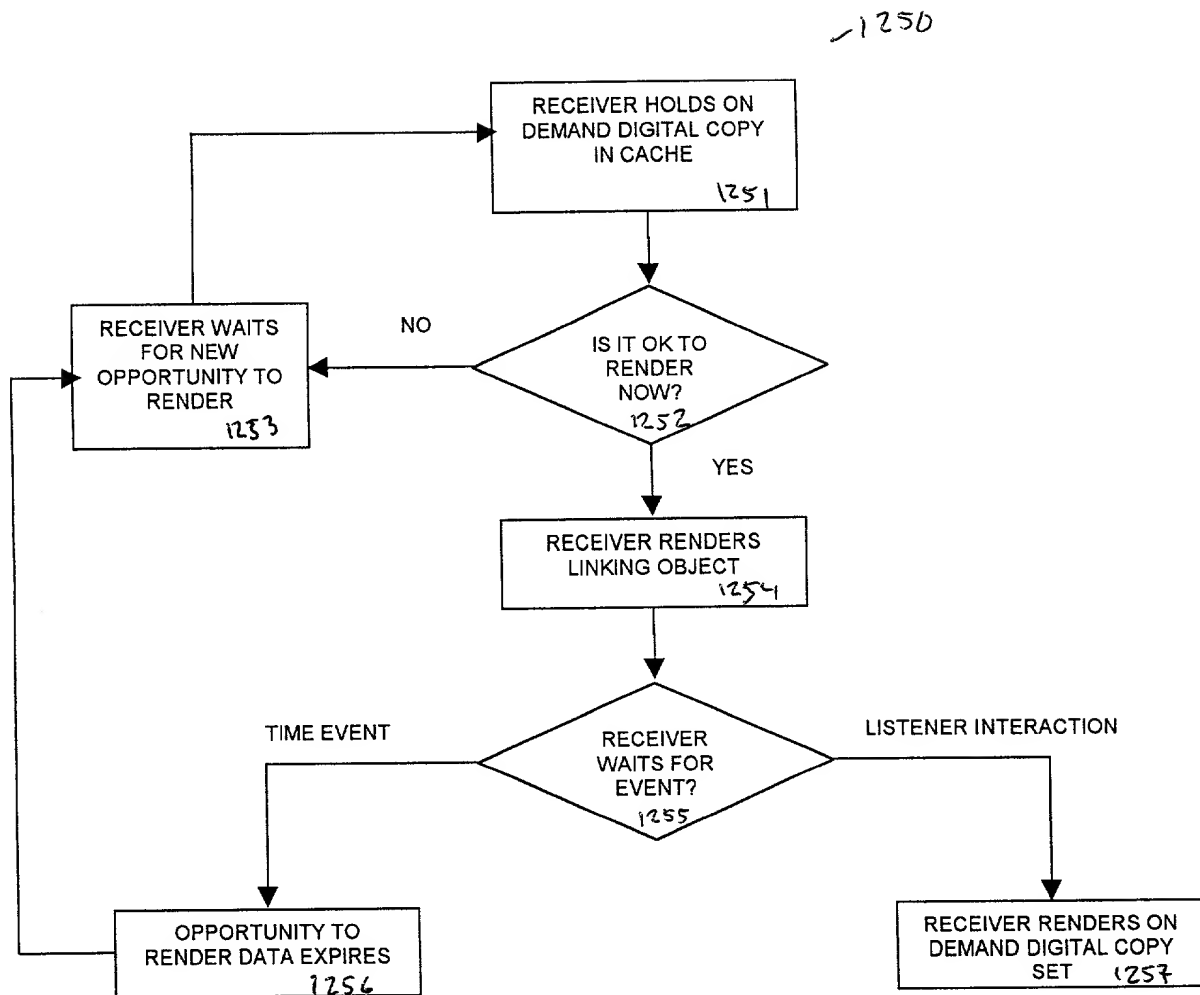 1250
RECEIVER HOLDS ON
DEMAND DIGITAL COPY
IN CACHE
1251
RECEIVER WAITS
FOR NEW
OPPORTUNITY TO
RENDER
1253
NO
IS IT OK TO
RENDER
NOW?
1252
YES
RECEIVER RENDERS
LINKING OBJECT
1254
TIME EVENT
RECEIVER
WAITS FOR
EVENT?
1255
LISTENER INTERACTION
OPPORTUNITY TO
RENDER DATA EXPIRES
1256
RECEIVER RENDERS ON
DEMAND DIGITAL COPY
SET 1257